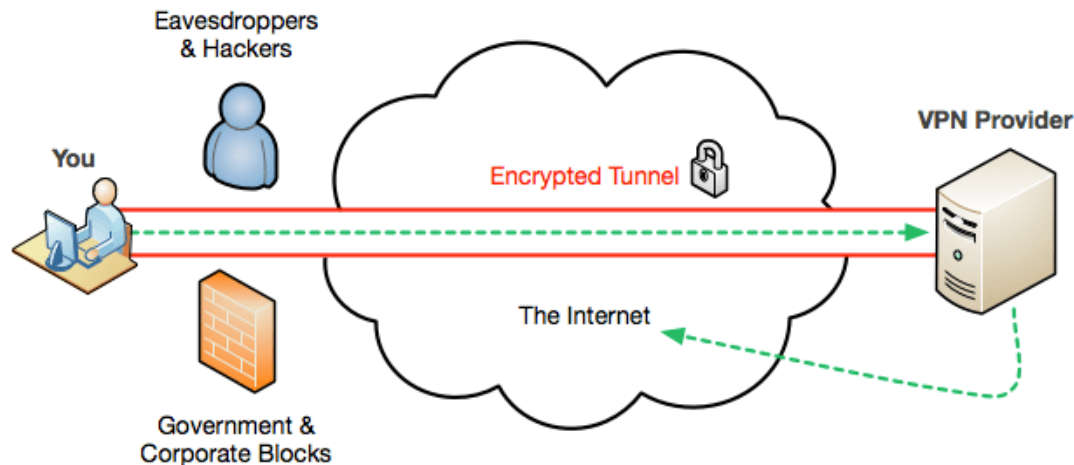 Eavesdroppers
& Hackers
VPN Provider
You
Encrypted Tunnel
The Internet
Government &
Corporate Blocks